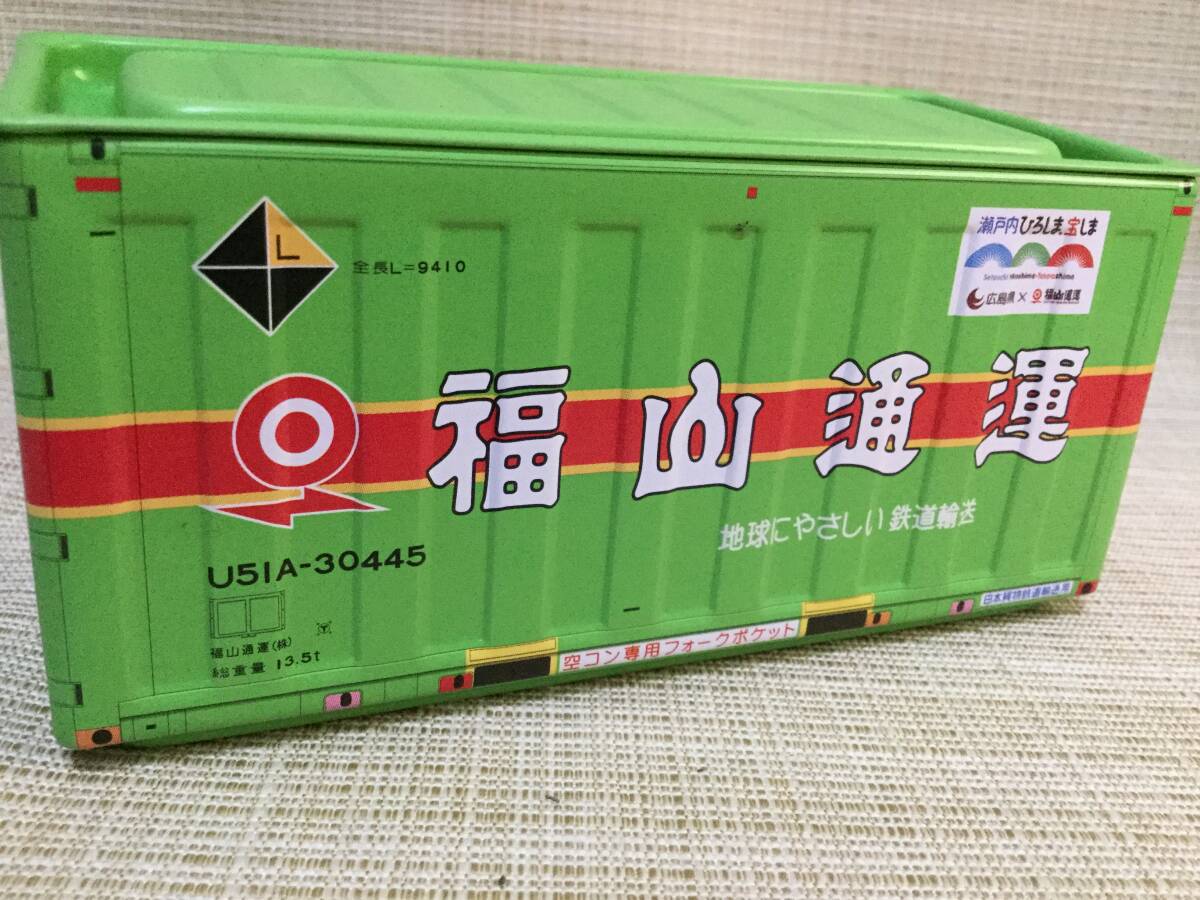 L
全長L=9410
瀬戸内 ひろしま、宝しま
Setouchi Hiroshima-Takarashima
広島県 × 福山通運
福山通運
地球にやさしい鉄道輸送
U51A-30445
福山通運(株)
総重量 13.5t
空コン専用フォークポケット
日本貨物鉄道輸送用